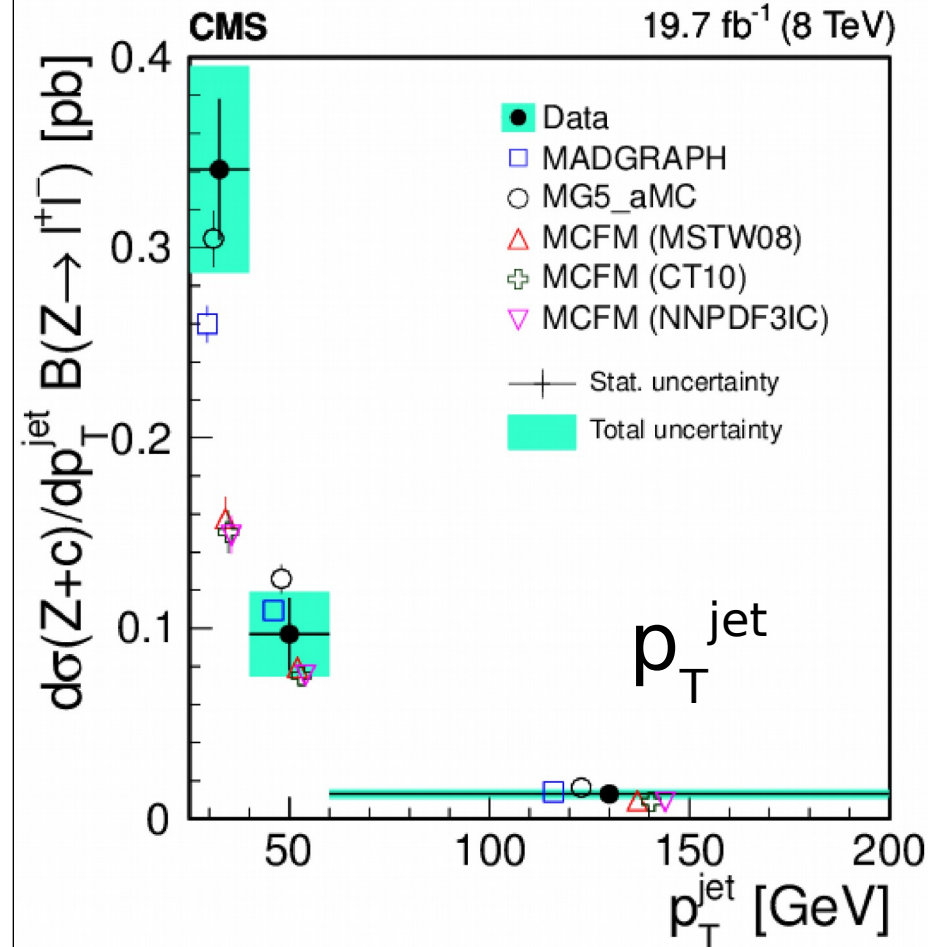 CMS 19.7 fb⁻¹ (8 TeV)
dσ(Z+c)/dp_T^jet B(Z→ l⁺l⁻) [pb]
0.4
0.3
0.2
0.1
0
Data
MADGRAPH
MG5_aMC
MCFM (MSTW08)
MCFM (CT10)
MCFM (NNPDF3IC)
Stat. uncertainty
Total uncertainty
p_T^jet
50 100 150 200
p_T^jet [GeV]